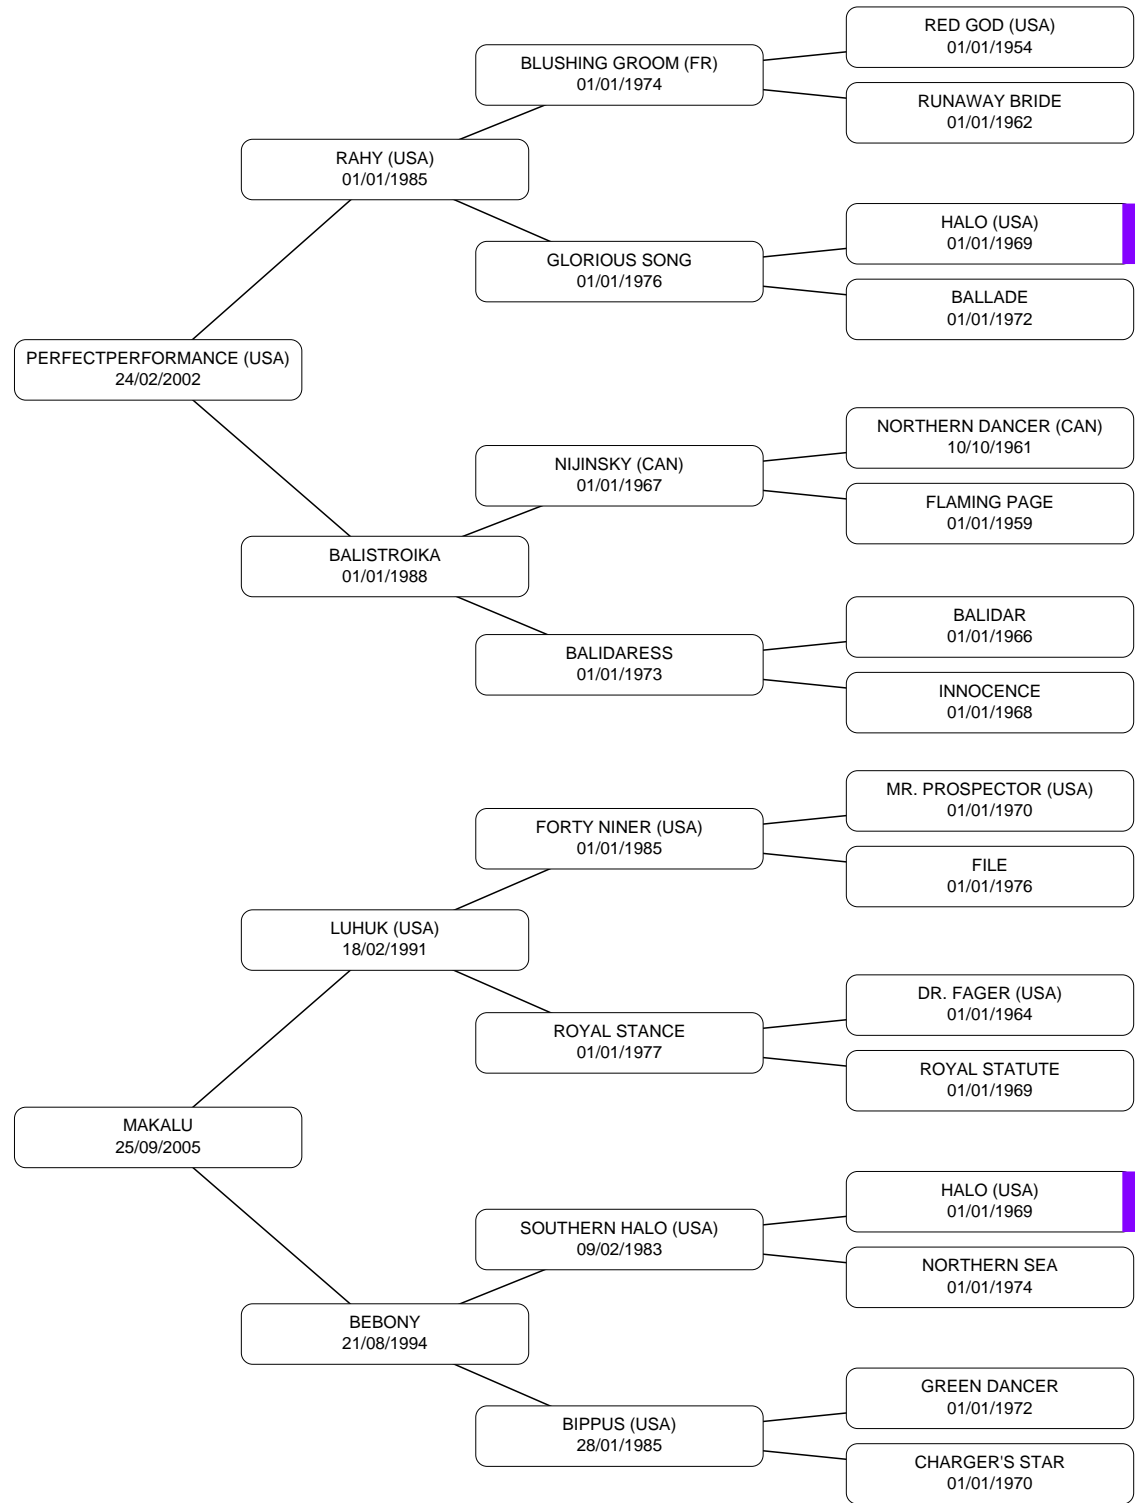 RED GOD (USA)
01/01/1954
BLUSHING GROOM (FR)
01/01/1974
RUNAWAY BRIDE
01/01/1962
RAHY (USA)
01/01/1985
HALO (USA)
01/01/1969
GLORIOUS SONG
01/01/1976
BALLADE
01/01/1972
PERFECTPERFORMANCE (USA)
24/02/2002
NORTHERN DANCER (CAN)
10/10/1961
NIJINSKY (CAN)
01/01/1967
FLAMING PAGE
01/01/1959
BALISTROIKA
01/01/1988
BALIDAR
01/01/1966
BALIDARESS
01/01/1973
INNOCENCE
01/01/1968
MR. PROSPECTOR (USA)
01/01/1970
FORTY NINER (USA)
01/01/1985
FILE
01/01/1976
LUHUK (USA)
18/02/1991
DR. FAGER (USA)
01/01/1964
ROYAL STANCE
01/01/1977
ROYAL STATUTE
01/01/1969
MAKALU
25/09/2005
HALO (USA)
01/01/1969
SOUTHERN HALO (USA)
09/02/1983
NORTHERN SEA
01/01/1974
BEBONY
21/08/1994
GREEN DANCER
01/01/1972
BIPPUS (USA)
28/01/1985
CHARGER'S STAR
01/01/1970